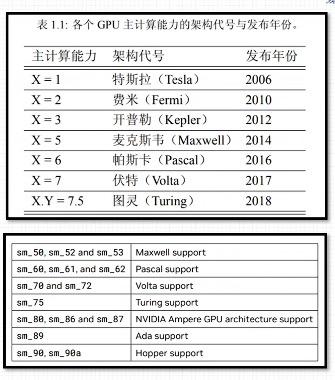 表 1.1: 各个 GPU 主计算能力的架构代号与发布年份。
主计算能力 架构代号 发布年份
X = 1 特斯拉（Tesla） 2006
X = 2 费米（Fermi） 2010
X = 3 开普勒（Kepler） 2012
X = 5 麦克斯韦（Maxwell） 2014
X = 6 帕斯卡（Pascal） 2016
X = 7 伏特（Volta） 2017
X.Y = 7.5 图灵（Turing） 2018
sm_50, sm_52 and sm_53 Maxwell support
sm_60, sm_61, and sm_62 Pascal support
sm_70 and sm_72 Volta support
sm_75 Turing support
sm_80, sm_86 and sm_87 NVIDIA Ampere GPU architecture support
sm_89 Ada support
sm_90, sm_90a Hopper support